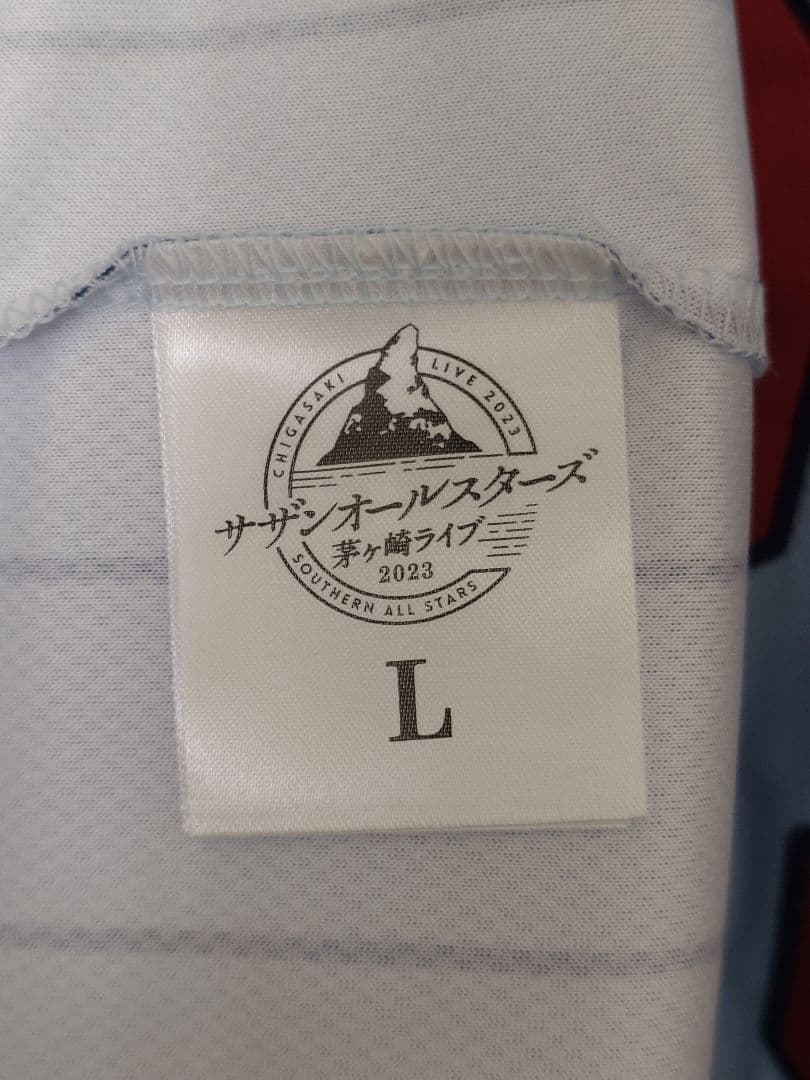 CHIGASAKI LIVE 2023
サザンオールスターズ
茅ヶ崎ライブ
2023
SOUTHERN ALL STARS
L